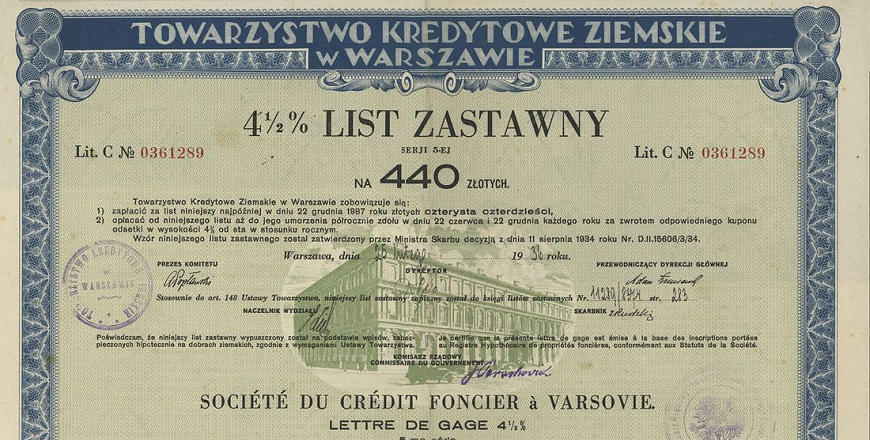 TOWARZYSTWO KREDYTOWE ZIEMSKIE
W WARSZAWIE
4½% LIST ZASTAWNY
SERJI 5-EJ
Lit. C № 0361289
Lit. C № 0361289
NA 440 ZŁOTYCH.
Towarzystwo Kredytowe Ziemskie w Warszawie zobowiązuje się:
1) zapłacić za list niniejszy najpóźniej w dniu 22 grudnia 1987 roku złotych czterysta czterdzieści,
2) opłacać od niniejszego listu aż do jego umorzenia półrocznie zdołu w dniu 22 czerwca i 22 grudnia każdego roku za zwrotem odpowiedniego kuponu
odsetki w wysokości 4½ od sta w stosunku rocznym.
Wzór niniejszego listu zastawnego został zatwierdzony przez Ministra Skarbu decyzją z dnia 11 sierpnia 1934 roku Nr. D.II.15606/3/34.
Warszawa, dnia 25 lutego 1936 roku.
PREZES KOMITETU
DYREKTOR
PRZEWODNICZĄCY DYREKCJI GŁÓWNEJ
Stosownie do art. 148 Ustawy Towarzystwa, niniejszy list zastawny zapisany został do księgi listów zastawnych Nr. str. 283
NACZELNIK WYDZIAŁU
SKARBNIK
Poświadczam, że niniejszy list zastawny wypuszczony został na podstawie wpisów, zabez-
pieczonych hipotecznie na dobrach ziemskich, zgodnie z wymaganiami Ustawy Towarzystwa.
Je certifie que la présente lettre de gage est émise à la base des inscriptions portées
au Registre Hypothécaire de propriétés foncières, conformément aux Statuts de la Société.
KOMISARZ RZĄDOWY
COMMISSAIRE DU GOUVERNEMENT
SOCIÉTÉ DU CRÉDIT FONCIER à VARSOVIE.
LETTRE DE GAGE 4½%